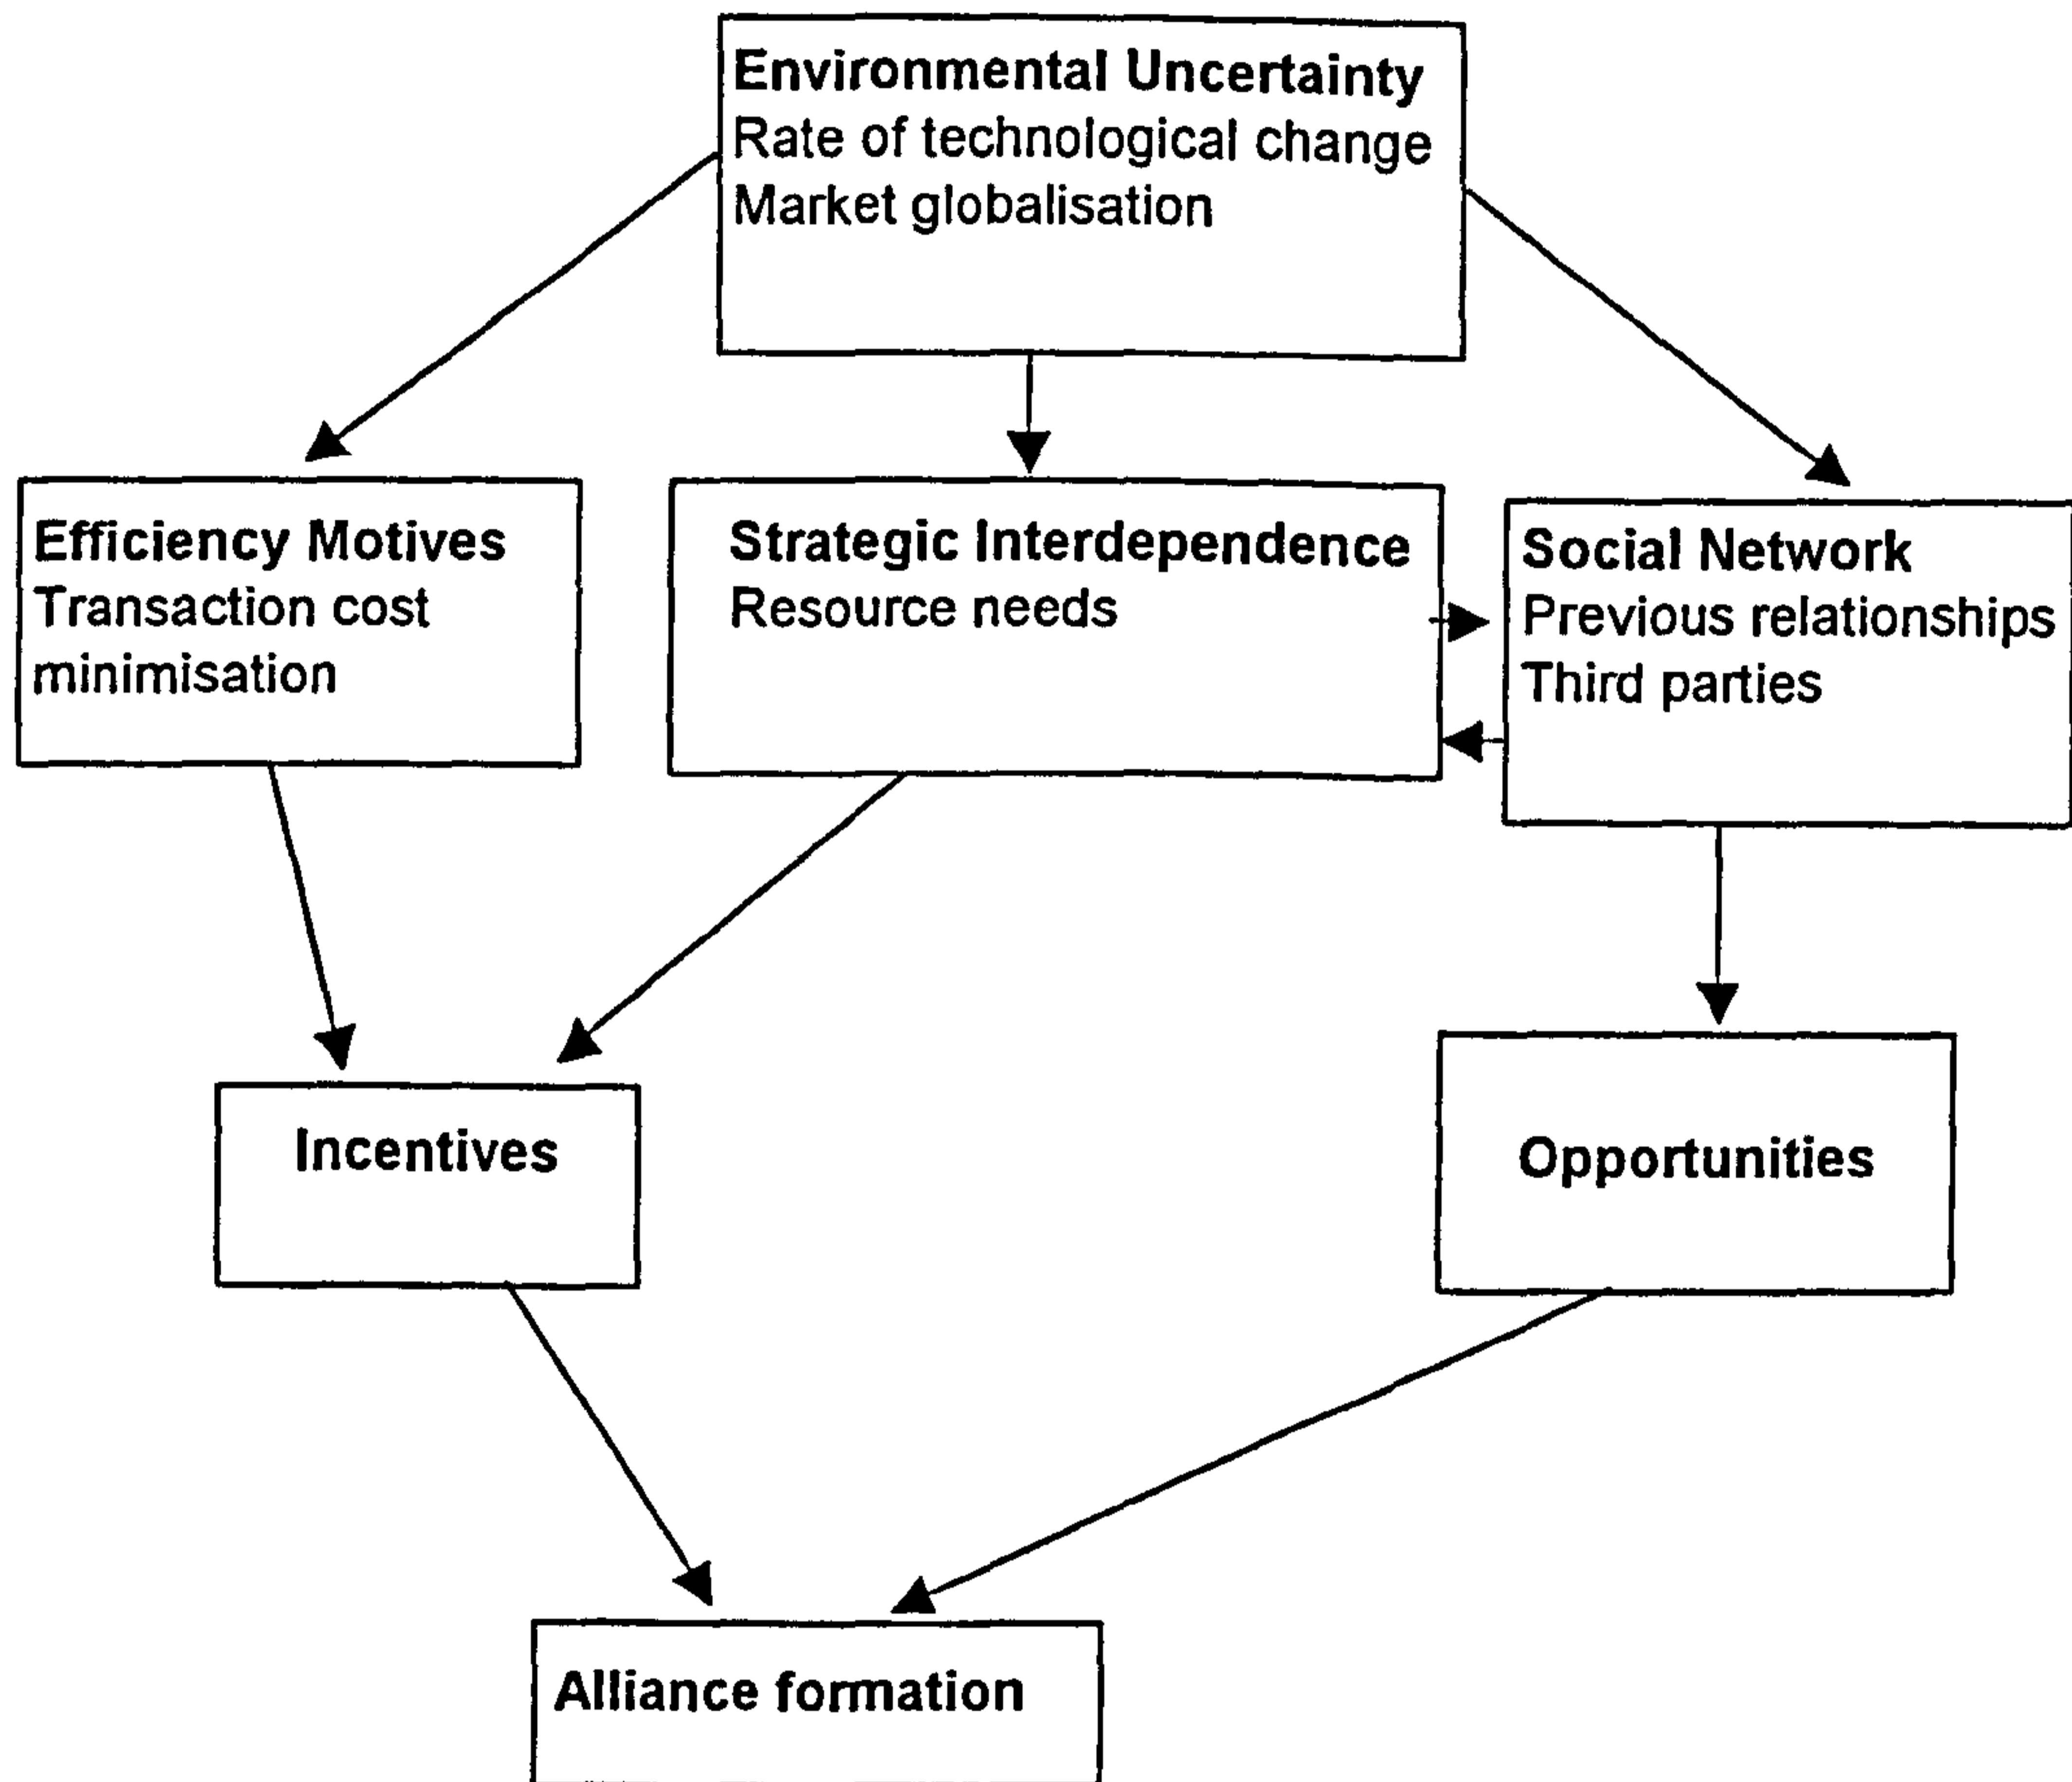 Environmental Uncertainty
Rate of technological change
Market globalisation
Efficiency Motives
Transaction cost
minimisation
Strategic Interdependence
Resource needs
Social Network
Previous relationships
Third parties
Incentives
Opportunities
Alliance formation